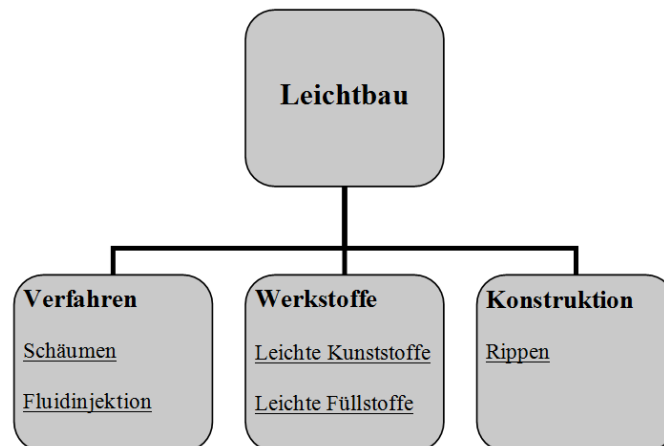 Leichtbau
Verfahren
Schäumen
Fluidinjektion
Werkstoffe
Leichte Kunststoffe
Leichte Füllstoffe
Konstruktion
Rippen